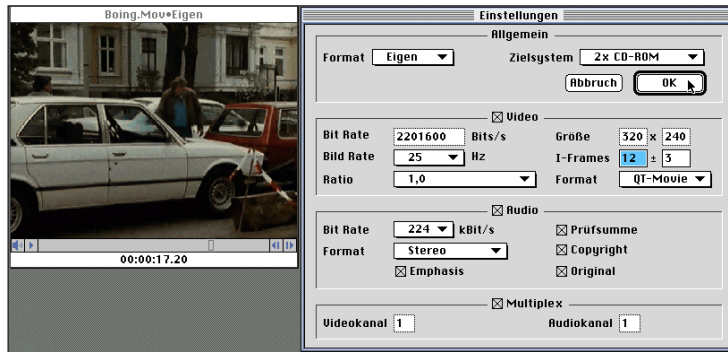 Boing.Mov•Eigen
00:00:17.20
Einstellungen
Allgemein
Format Eigen Zielsystem 2x CD-ROM
Abbruch OK
Video
Bit Rate 2201600 Bits/s Größe 320 x 240
Bild Rate 25 Hz I-Frames 12 ± 3
Ratio 1,0 Format QT-Movie
Audio
Bit Rate 224 kBit/s Prüfsumme
Format Stereo Copyright
Emphasis Original
Multiplex
Videokanal 1 Audiokanal 1